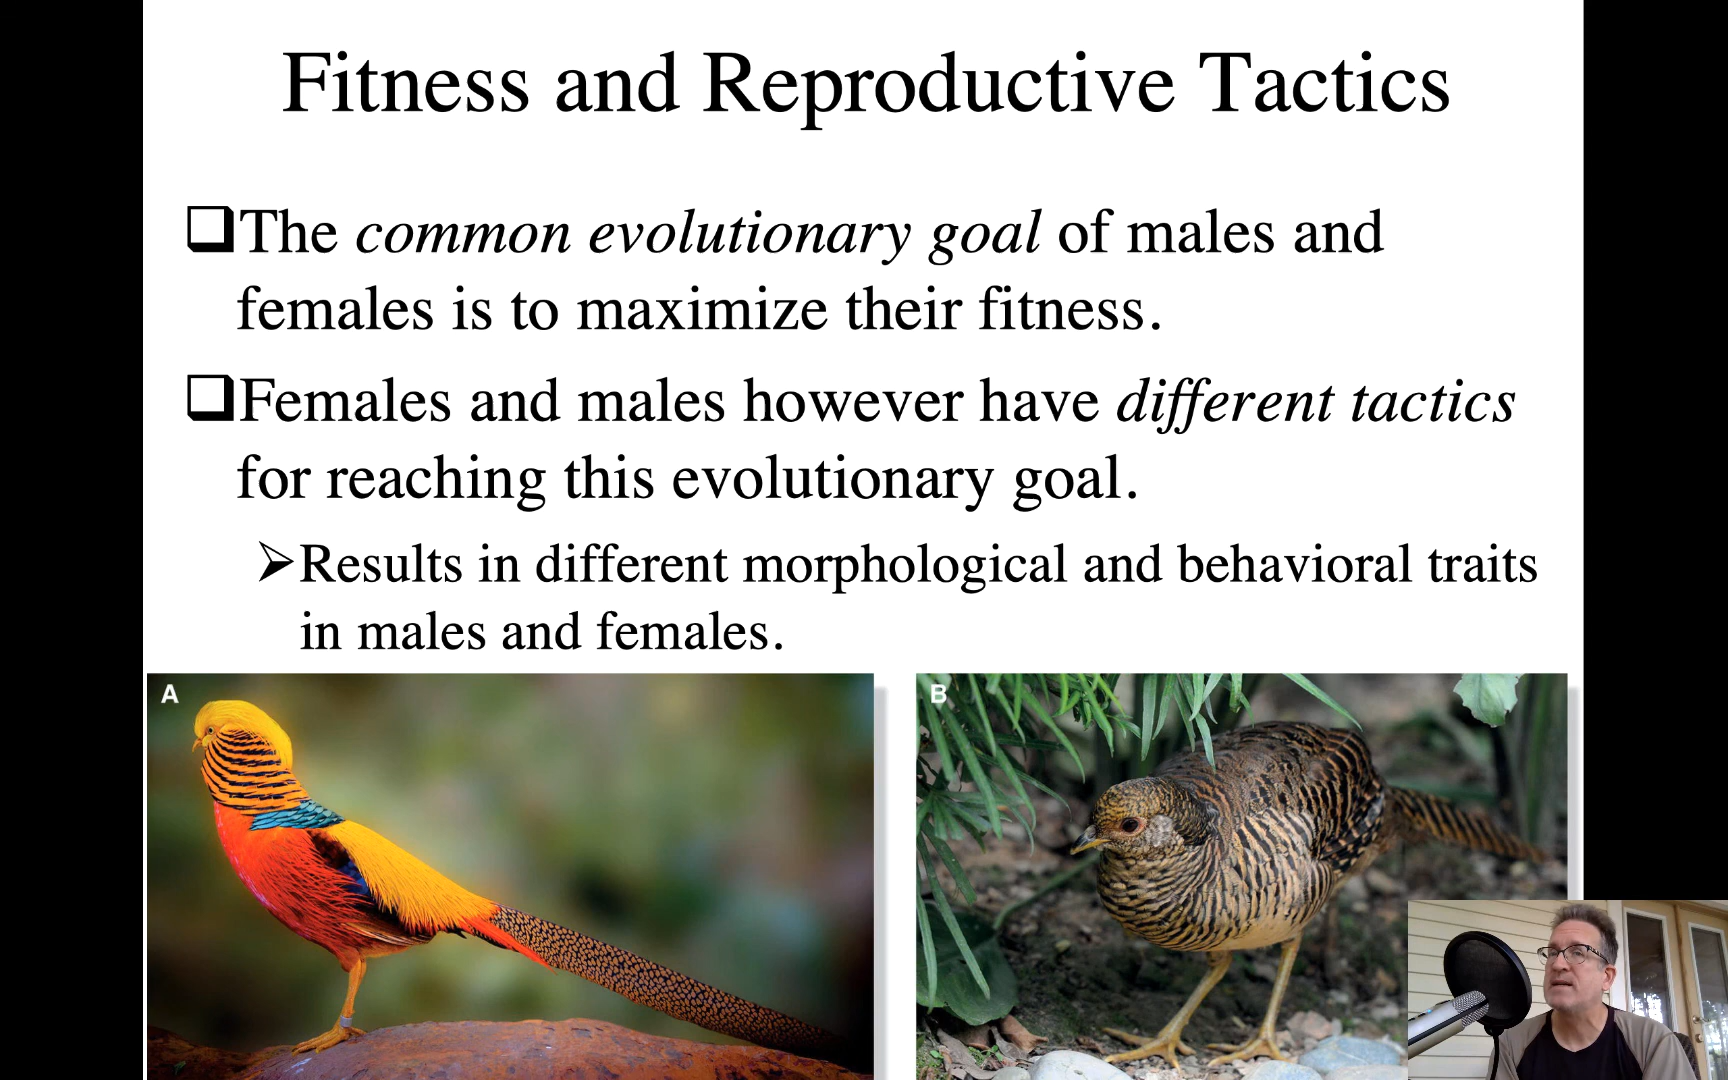 Fitness and Reproductive Tactics
❑The common evolutionary goal of males and
females is to maximize their fitness.
❑Females and males however have different tactics
for reaching this evolutionary goal.
➢Results in different morphological and behavioral traits
in males and females.
A
B